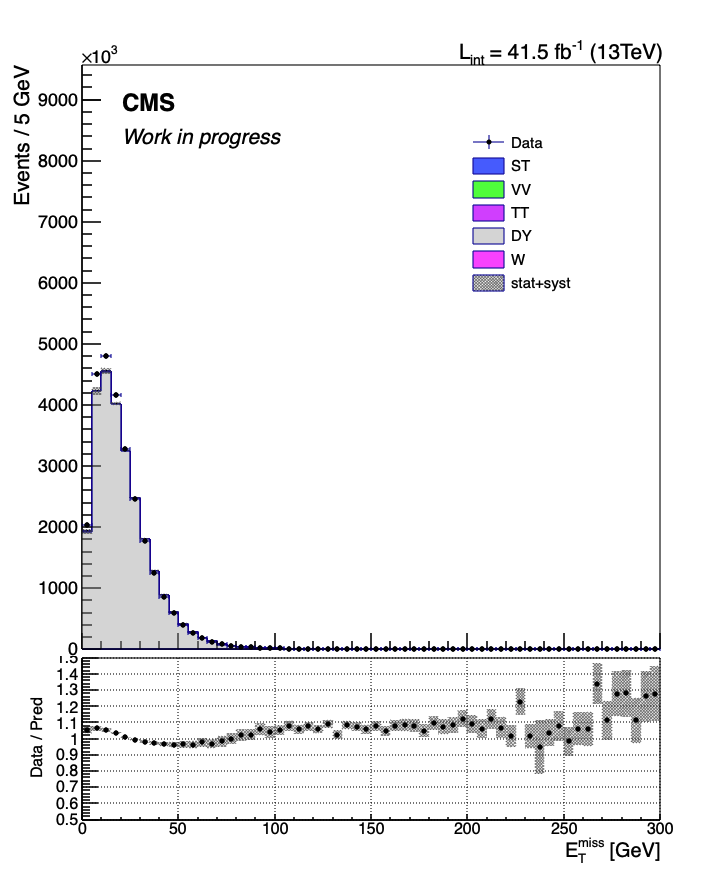 ×10³
L_int = 41.5 fb⁻¹ (13TeV)
Events / 5 GeV
CMS
Work in progress
9000
8000
7000
6000
5000
4000
3000
2000
1000
0
Data
ST
VV
TT
DY
W
stat+syst
Data / Pred
1.5
1.4
1.3
1.2
1.1
1
0.9
0.8
0.7
0.6
0.5
0 50 100 150 200 250 300
E_T^miss [GeV]